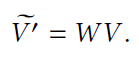 $\widetilde{V'} = WV.$